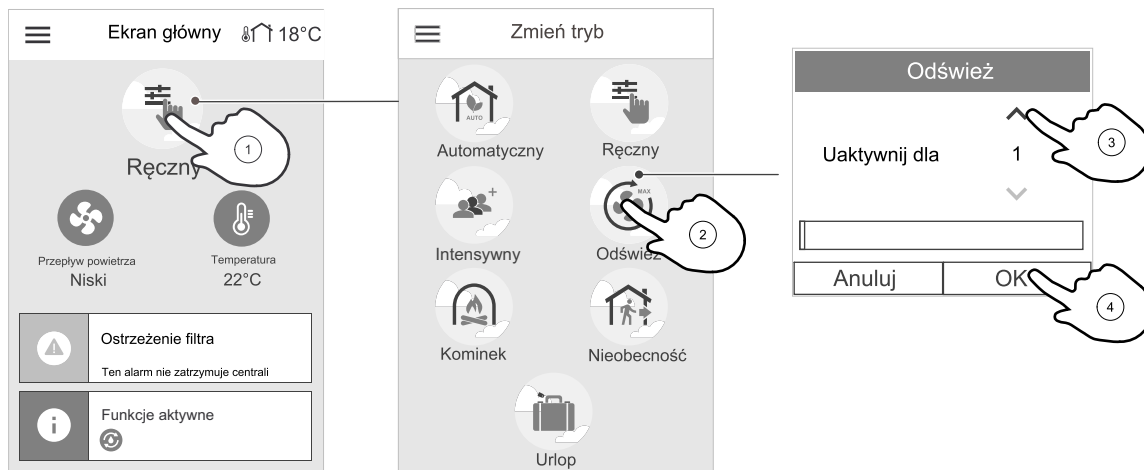 Ekran główny 18°C
Ręczny
1
Przepływ powietrza
Niski
Temperatura
22°C
Ostrzeżenie filtra
Ten alarm nie zatrzymuje centrali
Funkcje aktywne
Zmień tryb
AUTO
Automatyczny
Ręczny
+
Intensywny
MAX
Odśwież
2
Kominek
Nieobecność
Urlop
Odśwież
Uaktywnij dla 1
3
Anuluj
OK
4